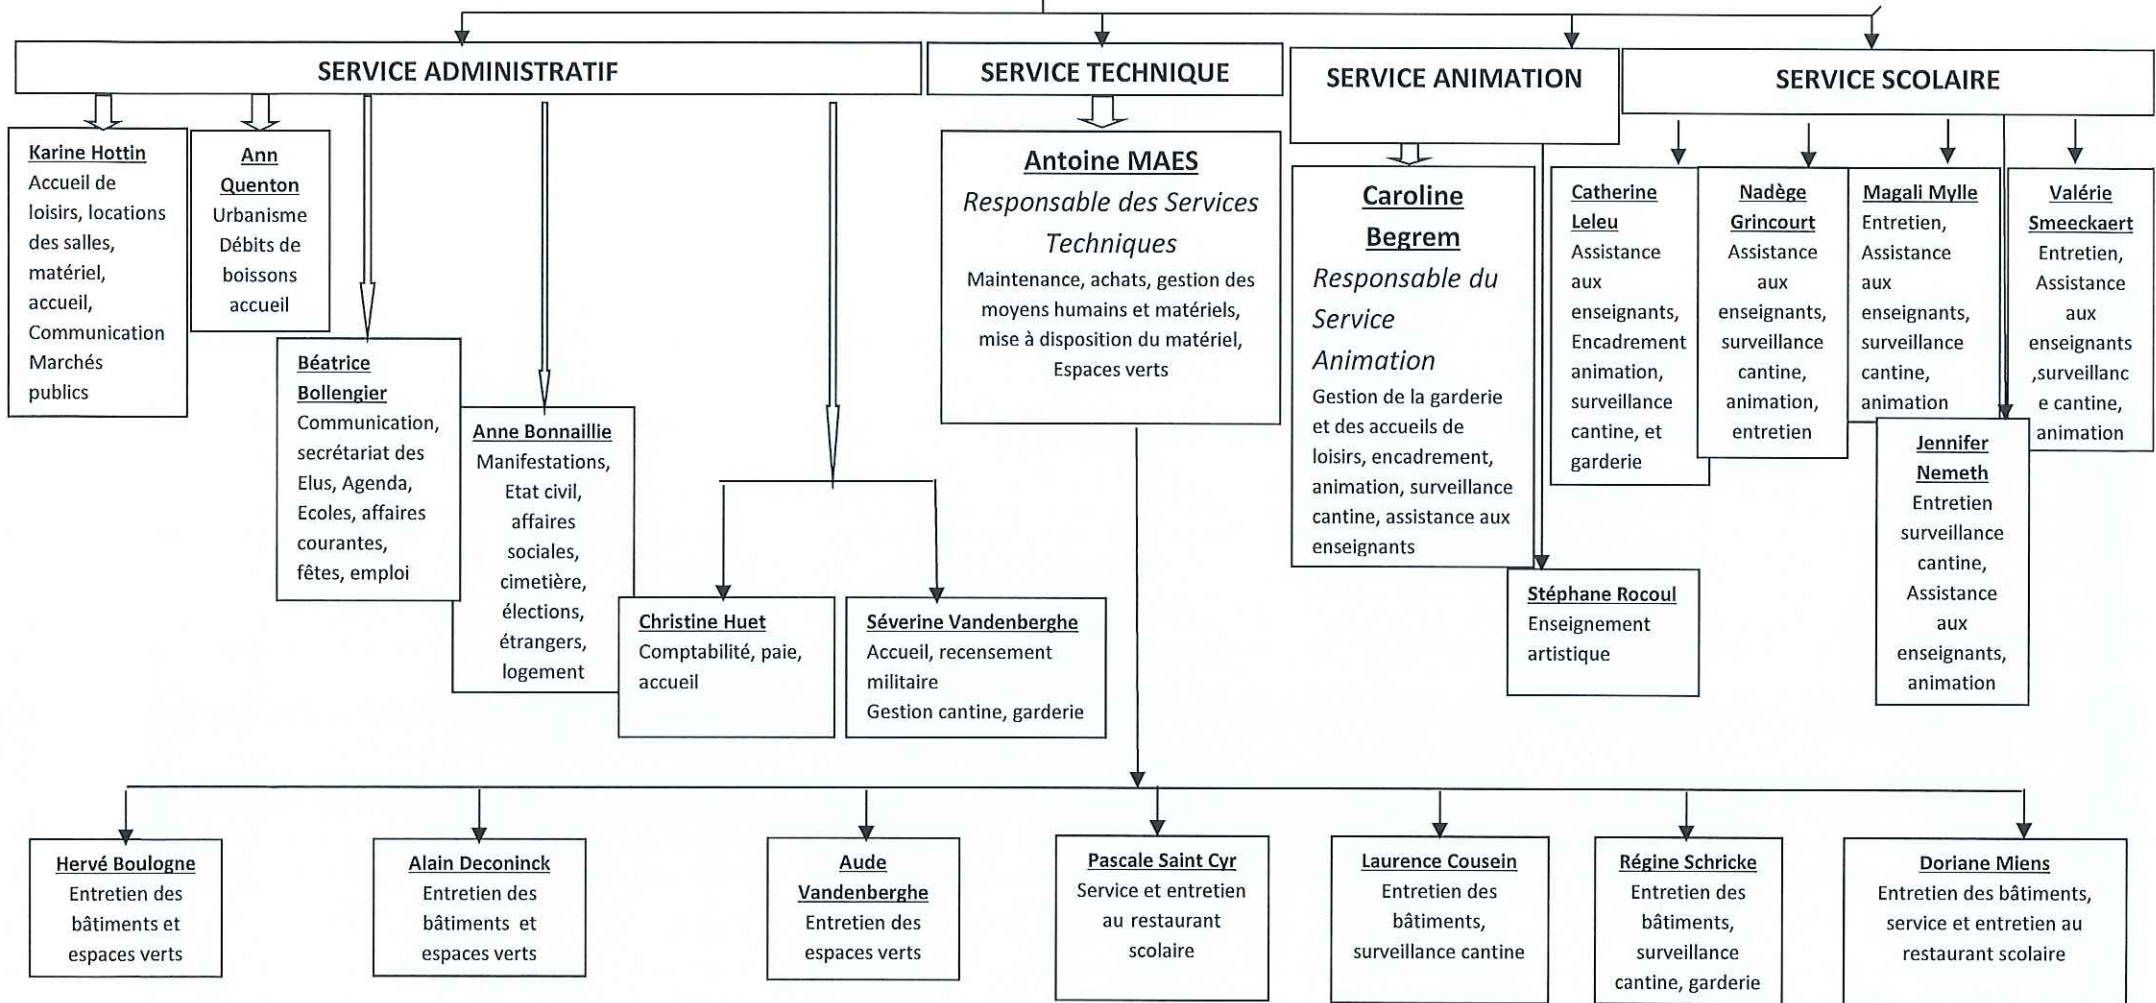 SERVICE ADMINISTRATIF
SERVICE TECHNIQUE
SERVICE ANIMATION
SERVICE SCOLAIRE
Karine Hottin
Accueil de
loisirs, locations
des salles,
matériel,
accueil,
Communication
Marchés
publics
Ann
Quenton
Urbanisme
Débits de
boissons
accueil
Béatrice
Bollengier
Communication,
secrétariat des
Elus, Agenda,
Ecoles, affaires
courantes,
fêtes, emploi
Anne Bonnaillie
Manifestations,
Etat civil,
affaires
sociales,
cimetière,
élections,
étrangers,
logement
Christine Huet
Comptabilité, paie,
accueil
Séverine Vandenberghe
Accueil, recensement
militaire
Gestion cantine, garderie
Antoine MAES
Responsable des Services
Techniques
Maintenance, achats, gestion des
moyens humains et matériels,
mise à disposition du matériel,
Espaces verts
Caroline
Begrem
Responsable du
Service
Animation
Gestion de la garderie
et des accueils de
loisirs, encadrement,
animation, surveillance
cantine, assistance aux
enseignants
Stéphane Rocoul
Enseignement
artistique
Catherine
Leleu
Assistance
aux
enseignants,
Encadrement
animation,
surveillance
cantine, et
garderie
Nadège
Grincourt
Assistance
aux
enseignants,
surveillance
cantine,
animation,
entretien
Magali Mylle
Entretien,
Assistance
aux
enseignants,
surveillance
cantine,
animation
Jennifer
Nemeth
Entretien
surveillance
cantine,
Assistance
aux
enseignants,
animation
Valérie
Smeeckaert
Entretien,
Assistance
aux
enseignants
,surveillanc
e cantine,
animation
Hervé Boulogne
Entretien des
bâtiments et
espaces verts
Alain Deconinck
Entretien des
bâtiments et
espaces verts
Aude
Vandenberghe
Entretien des
espaces verts
Pascale Saint Cyr
Service et entretien
au restaurant
scolaire
Laurence Cousein
Entretien des
bâtiments,
surveillance cantine
Régine Schricke
Entretien des
bâtiments,
surveillance
cantine, garderie
Doriane Miens
Entretien des bâtiments,
service et entretien au
restaurant scolaire